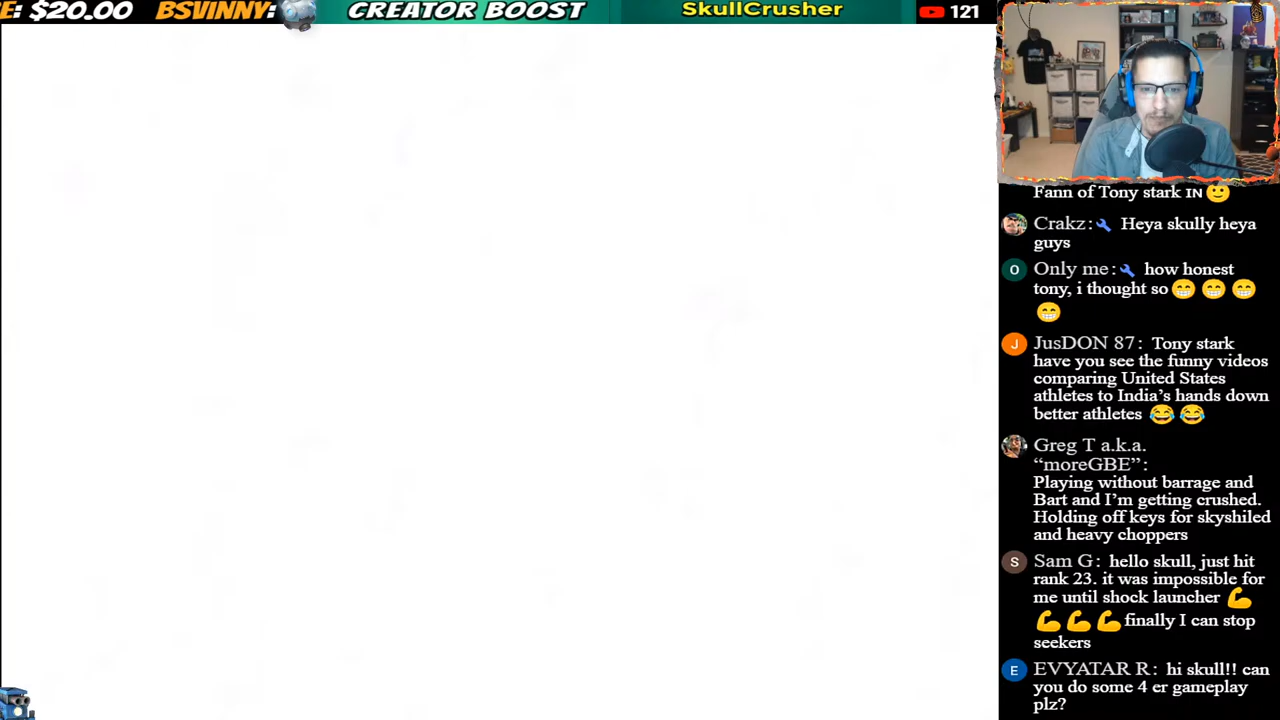 E: $20.00 BSVINNY: CREATOR BOOST SkullCrusher 121
Fann of Tony stark IN 🙂
Crakz: Heya skully heya
guys
Only me: how honest
tony, i thought so 😁 😁 😁
😁
JusDON 87: Tony stark
have you see the funny videos
comparing United States
athletes to India's hands down
better athletes 😂 😂
Greg T a.k.a.
“moreGBE”:
Playing without barrage and
Bart and I'm getting crushed.
Holding off keys for skyshiled
and heavy choppers
Sam G: hello skull, just hit
rank 23. it was impossible for
me until shock launcher 💪
💪 💪 💪 finally I can stop
seekers
EVYATAR R: hi skull!! can
you do some 4 er gameplay
plz?